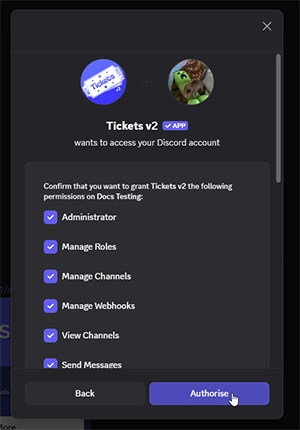 Tickets
v2
Tickets v2 APP
wants to access your Discord account
Confirm that you want to grant Tickets v2 the following
permissions on Docs Testing:
Administrator
Manage Roles
Manage Channels
Manage Webhooks
View Channels
Send Messages
Back
Authorise
More